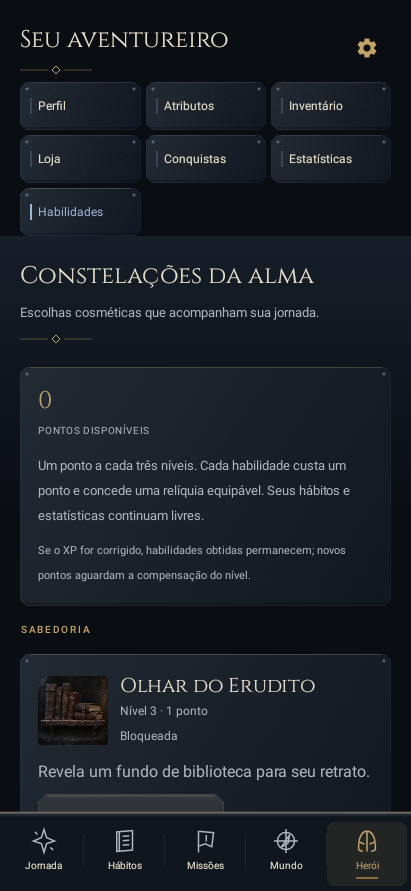 Seu aventureiro
Perfil
Atributos
Inventário
Loja
Conquistas
Estatísticas
Habilidades
Constelações da alma
Escolhas cosméticas que acompanham sua jornada.
0
PONTOS DISPONÍVEIS
Um ponto a cada três níveis. Cada habilidade custa um
ponto e concede uma relíquia equipável. Seus hábitos e
estatísticas continuam livres.
Se o XP for corrigido, habilidades obtidas permanecem; novos
pontos aguardam a compensação do nível.
SABEDORIA
Olhar do Erudito
Nível 3 · 1 ponto
Bloqueada
Revela um fundo de biblioteca para seu retrato.
Jornada
Hábitos
Missões
Mundo
Herói